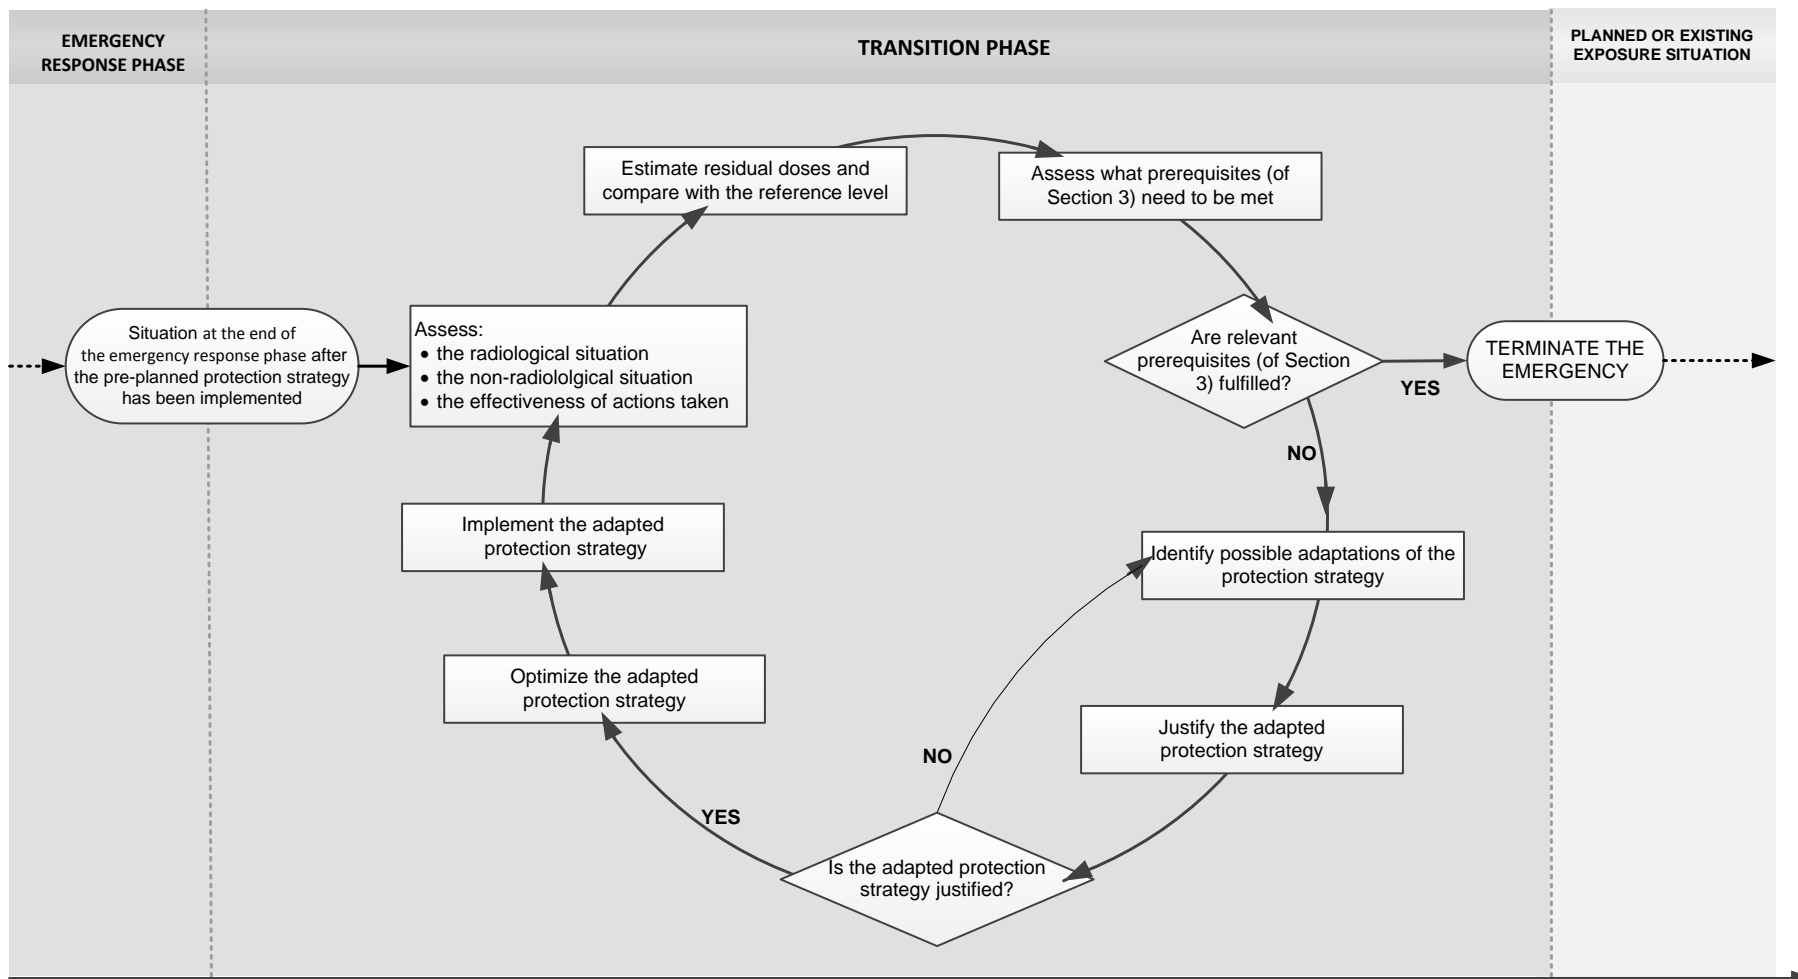 EMERGENCY
RESPONSE PHASE
TRANSITION PHASE
PLANNED OR EXISTING
EXPOSURE SITUATION
Estimate residual doses and
compare with the reference level
Assess what prerequisites (of
Section 3) need to be met
Situation at the end of
the emergency response phase after
the pre-planned protection strategy
has been implemented
Assess:
• the radiological situation
• the non-radiololgical situation
• the effectiveness of actions taken
Are relevant
prerequisites (of Section
3) fulfilled?
YES
TERMINATE THE
EMERGENCY
NO
Identify possible adaptations of the
protection strategy
Implement the adapted
protection strategy
Optimize the adapted
protection strategy
Justify the adapted
protection strategy
NO
YES
Is the adapted protection
strategy justified?